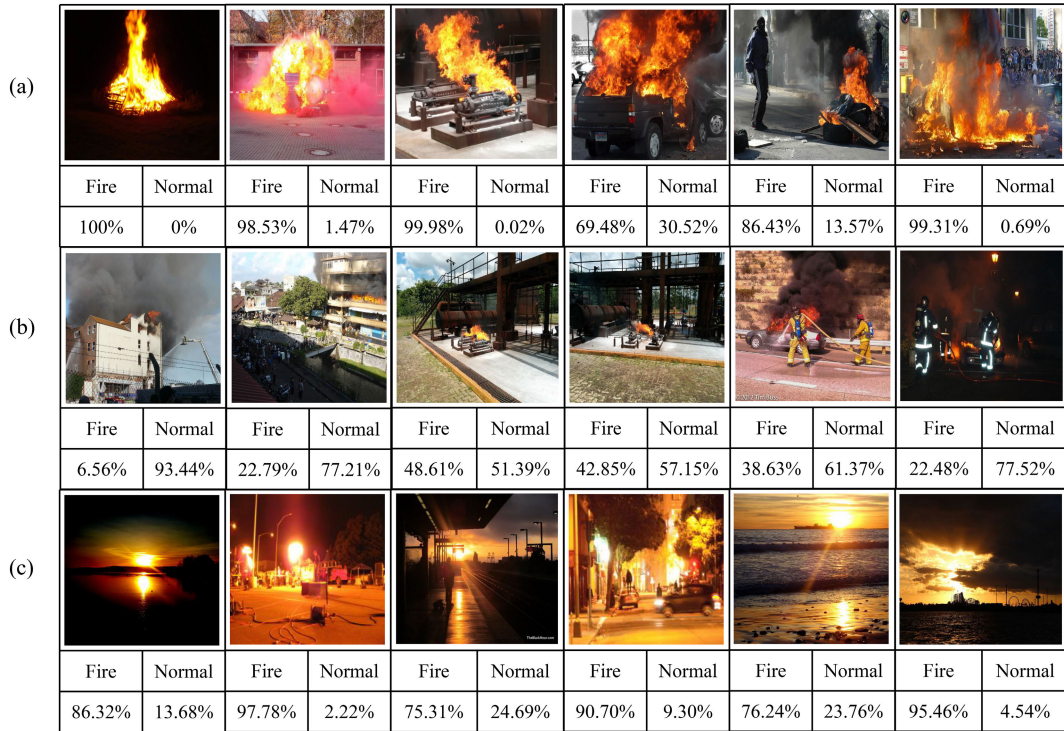 (a)
Fire Normal Fire Normal Fire Normal Fire Normal Fire Normal Fire Normal
100% 0% 98.53% 1.47% 99.98% 0.02% 69.48% 30.52% 86.43% 13.57% 99.31% 0.69%
(b)
Fire Normal Fire Normal Fire Normal Fire Normal Fire Normal Fire Normal
6.56% 93.44% 22.79% 77.21% 48.61% 51.39% 42.85% 57.15% 38.63% 61.37% 22.48% 77.52%
(c)
Fire Normal Fire Normal Fire Normal Fire Normal Fire Normal Fire Normal
86.32% 13.68% 97.78% 2.22% 75.31% 24.69% 90.70% 9.30% 76.24% 23.76% 95.46% 4.54%